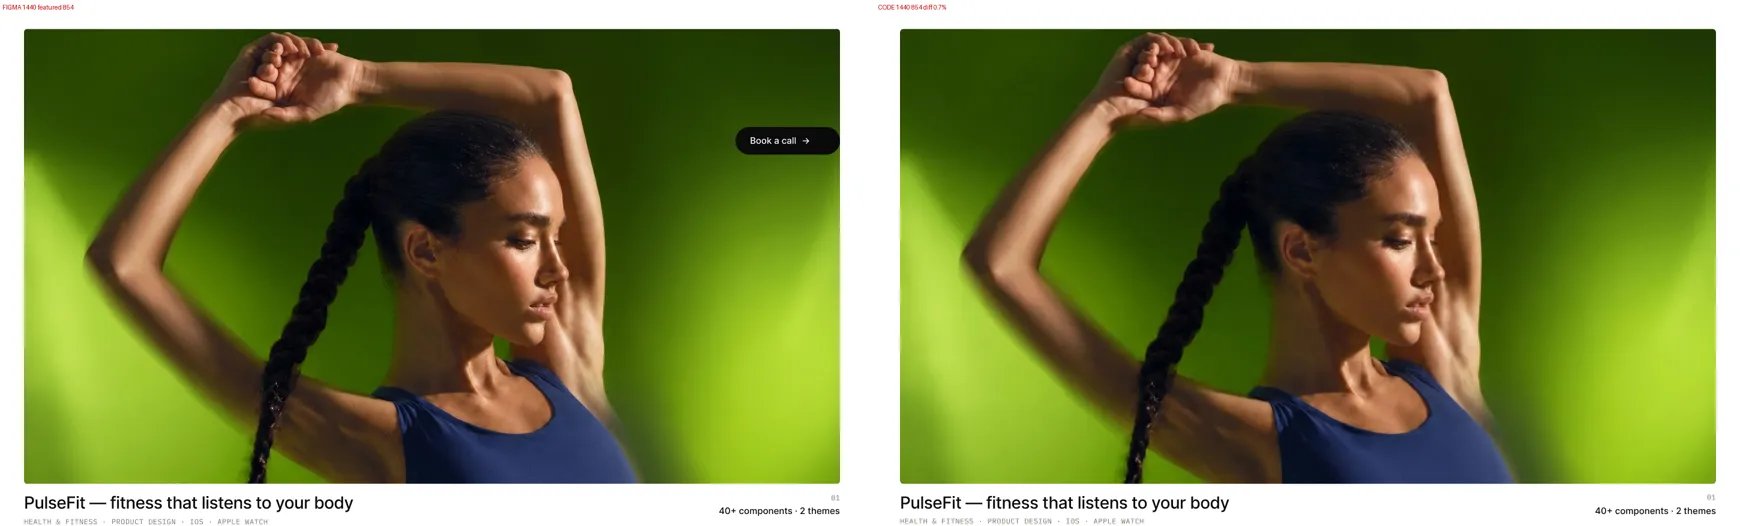 FIGMA 1440 featured 854
Book a call →
PulseFit — fitness that listens to your body
01
40+ components · 2 themes
HEALTH & FITNESS · PRODUCT DESIGN · IOS · APPLE WATCH
CODE 1440 854 diff 0.7%
PulseFit — fitness that listens to your body
01
40+ components · 2 themes
HEALTH & FITNESS · PRODUCT DESIGN · IOS · APPLE WATCH